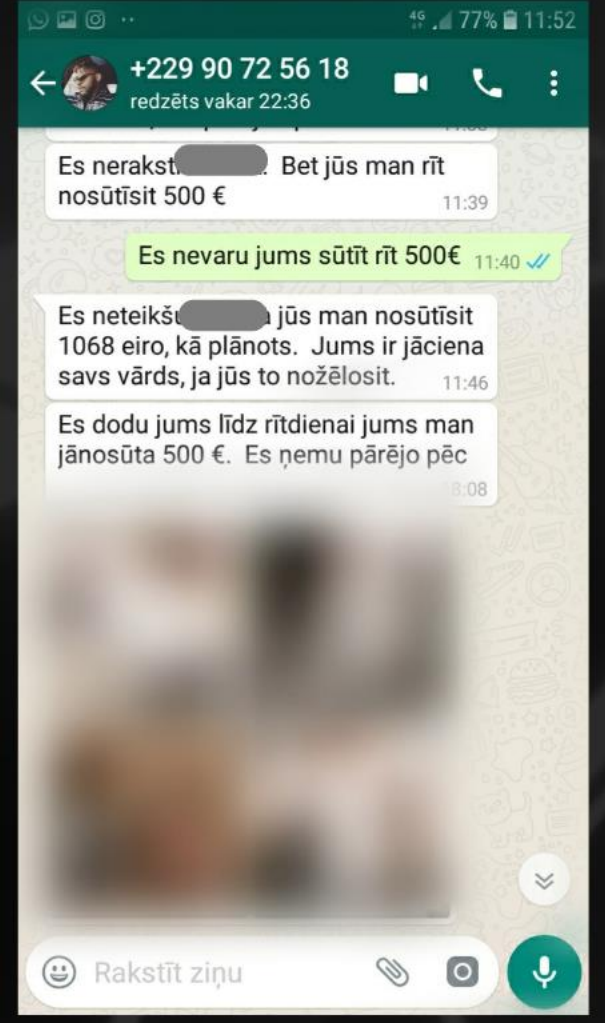 4G 77% 11:52
+229 90 72 56 18
redzēts vakar 22:36
Es nerakst Bet jūs man rīt
nosūtīsit 500 €
11:39
Es nevaru jums sūtīt rīt 500€ 11:40
Es neteikšu jūs man nosūtīsit
1068 eiro, kā plānots. Jums ir jāciena
savs vārds, ja jūs to nožēlosit. 11:46
Es dodu jums līdz rītdienai jums man
jānosūta 500 €. Es ņemu pārējo pēc
8:08
Rakstīt ziņu